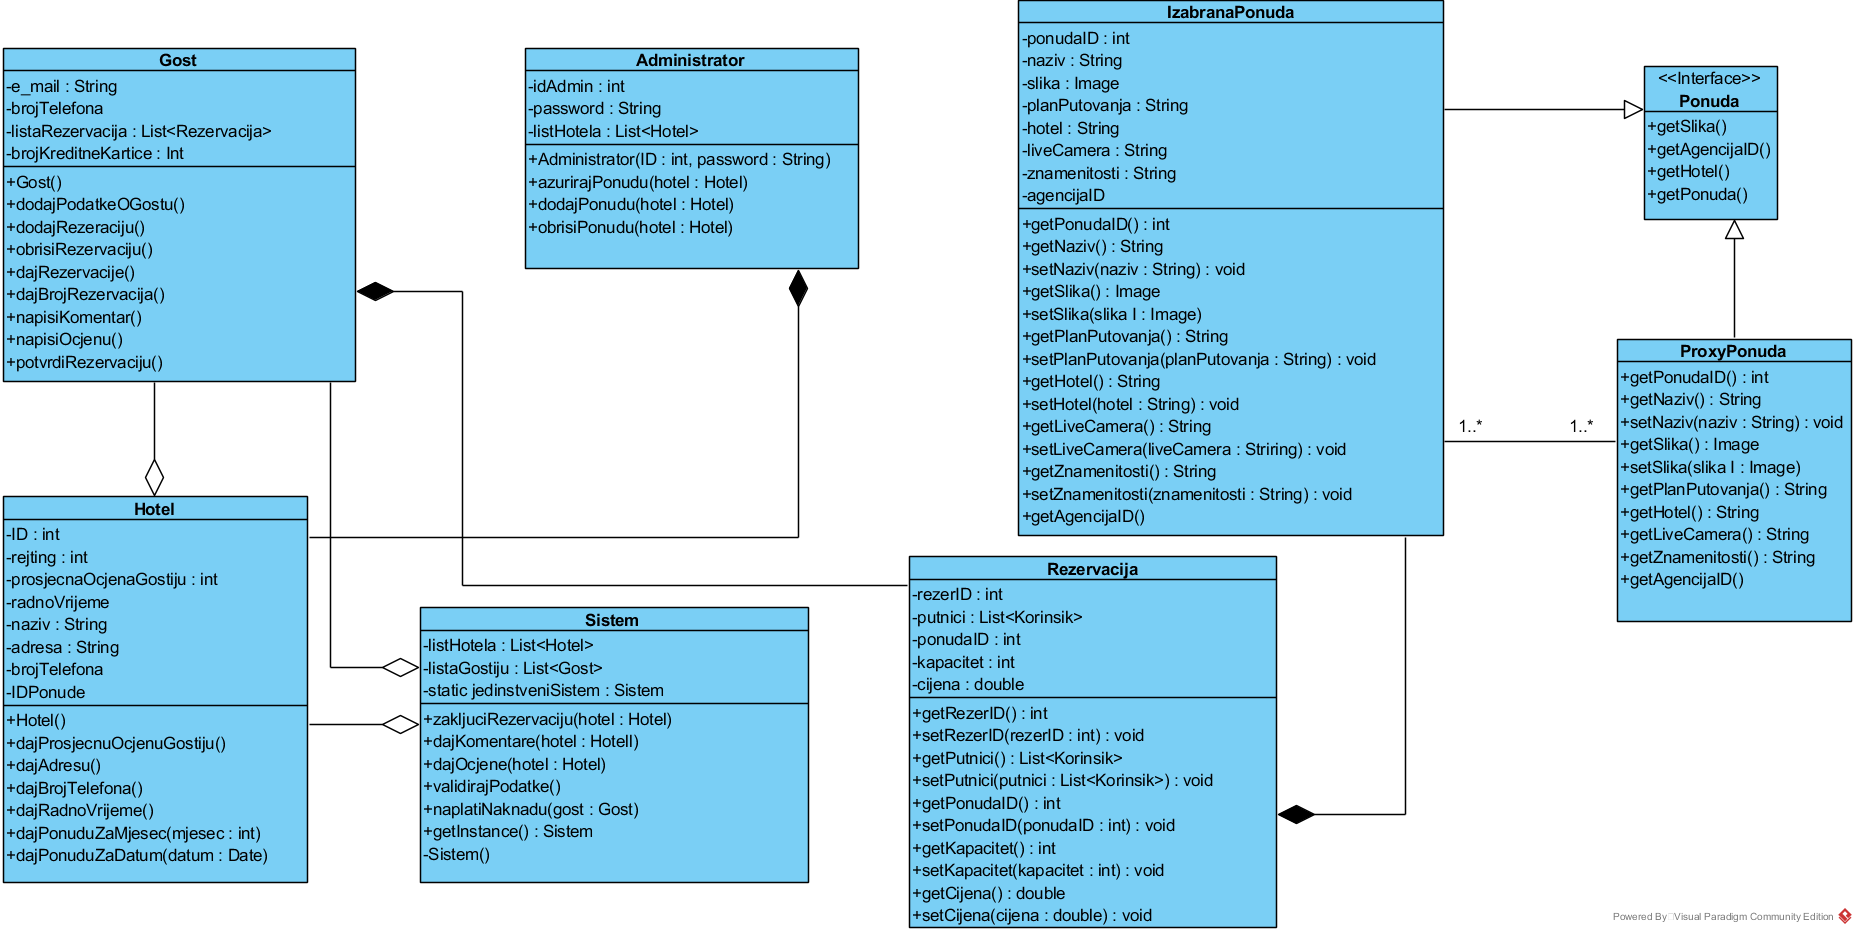 Gost
-e_mail : String
-brojTelefona
-listaRezervacija : List<Rezervacija>
-brojKreditneKartice : Int
+Gost()
+dodajPodatkeOGostu()
+dodajRezeraciju()
+obrisiRezervaciju()
+dajRezervacije()
+dajBrojRezervacija()
+napisiKomentar()
+napisiOcjenu()
+potvrdiRezervaciju()
Administrator
-idAdmin : int
-password : String
-listHotela : List<Hotel>
+Administrator(ID : int, password : String)
+azurirajPonudu(hotel : Hotel)
+dodajPonudu(hotel : Hotel)
+obrisiPonudu(hotel : Hotel)
IzabranaPonuda
-ponudaID : int
-naziv : String
-slika : Image
-planPutovanja : String
-hotel : String
-liveCamera : String
-znamenitosti : String
-agencijaID
+getPonudaID() : int
+getNaziv() : String
+setNaziv(naziv : String) : void
+getSlika() : Image
+setSlika(slika I : Image)
+getPlanPutovanja() : String
+setPlanPutovanja(planPutovanja : String) : void
+getHotel() : String
+setHotel(hotel : String) : void
+getLiveCamera() : String
+setLiveCamera(liveCamera : Striring) : void
+getZnamenitosti() : String
+setZnamenitosti(znamenitosti : String) : void
+getAgencijaID()
<<Interface>>
Ponuda
+getSlika()
+getAgencijaID()
+getHotel()
+getPonuda()
1..*
1..*
ProxyPonuda
+getPonudaID() : int
+getNaziv() : String
+setNaziv(naziv : String) : void
+getSlika() : Image
+setSlika(slika I : Image)
+getPlanPutovanja() : String
+getHotel() : String
+getLiveCamera() : String
+getZnamenitosti() : String
+getAgencijaID()
Hotel
-ID : int
-rejting : int
-prosjecnaOcjenaGostiju : int
-radnoVrijeme
-naziv : String
-adresa : String
-brojTelefona
-IDPonude
+Hotel()
+dajProsjecnuOcjenuGostiju()
+dajAdresu()
+dajBrojTelefona()
+dajRadnoVrijeme()
+dajPonuduZaMjesec(mjesec : int)
+dajPonuduZaDatum(datum : Date)
Sistem
-listHotela : List<Hotel>
-listaGostiju : List<Gost>
-static jedinstveniSistem : Sistem
+zakljuciRezervaciju(hotel : Hotel)
+dajKomentare(hotel : Hotell)
+dajOcjene(hotel : Hotel)
+validirajPodatke()
+naplatiNaknadu(gost : Gost)
+getInstance() : Sistem
-Sistem()
Rezervacija
-rezerID : int
-putnici : List<Korinsik>
-ponudaID : int
-kapacitet : int
-cijena : double
+getRezerID() : int
+setRezerID(rezerID : int) : void
+getPutnici() : List<Korinsik>
+setPutnici(putnici : List<Korinsik>) : void
+getPonudaID() : int
+setPonudaID(ponudaID : int) : void
+getKapacitet() : int
+setKapacitet(kapacitet : int) : void
+getCijena() : double
+setCijena(cijena : double) : void
Powered By Visual Paradigm Community Edition